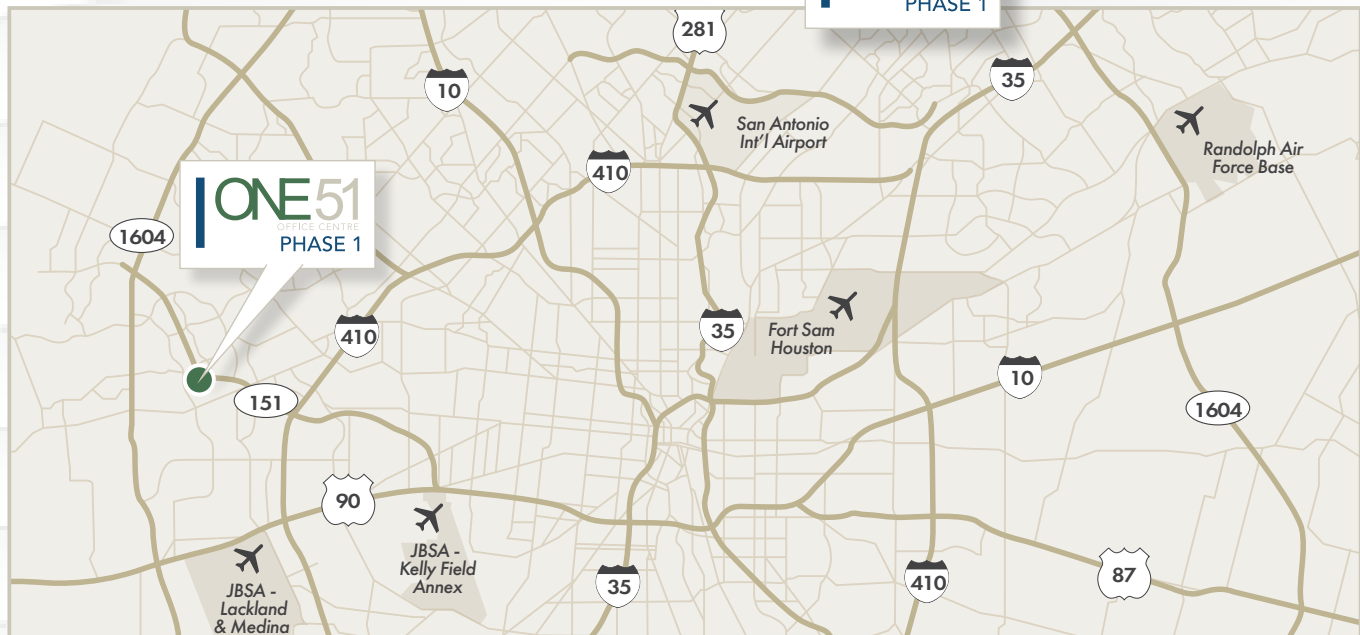 PHASE 1
281
10
35
San Antonio
Int'l Airport
Randolph Air
Force Base
410
ONE51
OFFICE CENTRE
PHASE 1
1604
410
35
Fort Sam
Houston
10
151
1604
90
JBSA -
Kelly Field
Annex
JBSA -
Lackland
& Medina
35
410
87